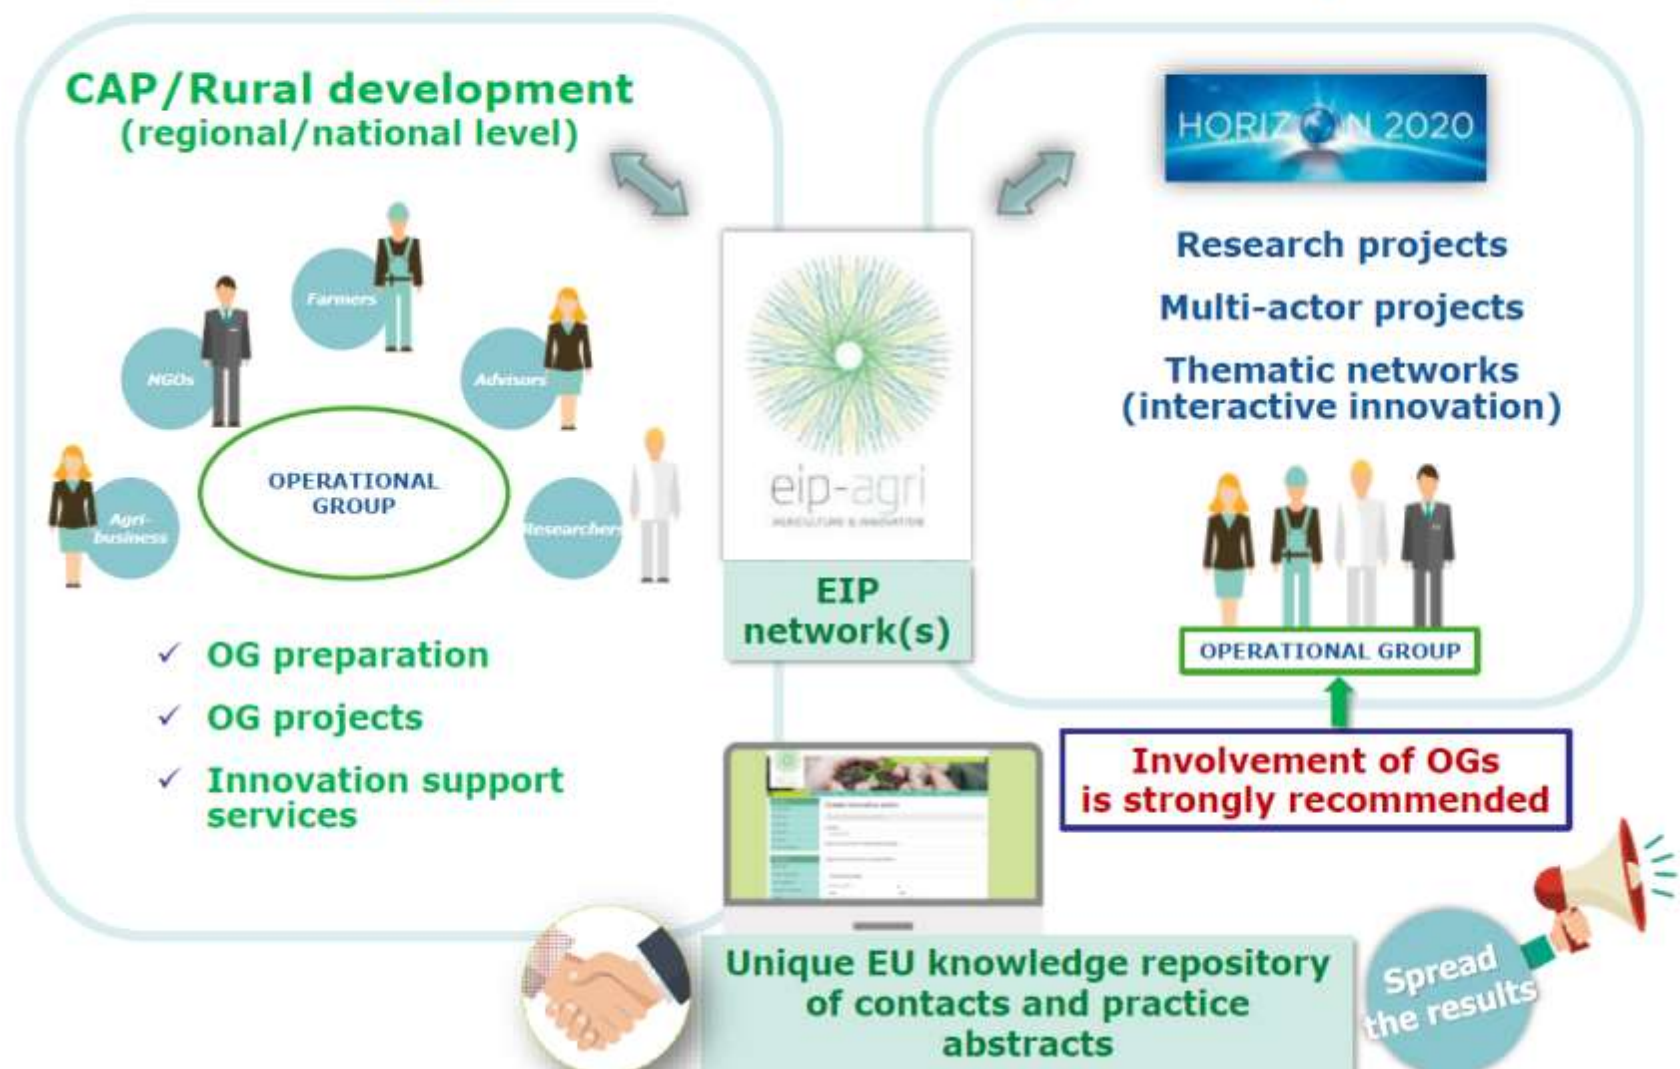 CAP/Rural development
(regional/national level)
Farmers
NGOs
Advisors
OPERATIONAL
GROUP
Agri-
business
Researchers
✓ OG preparation
✓ OG projects
✓ Innovation support
services
eip-agri
AGRICULTURE & INNOVATION
EIP
network(s)
HORIZON 2020
Research projects
Multi-actor projects
Thematic networks
(interactive innovation)
OPERATIONAL GROUP
Involvement of OGs
is strongly recommended
Unique EU knowledge repository
of contacts and practice
abstracts
Spread
the results